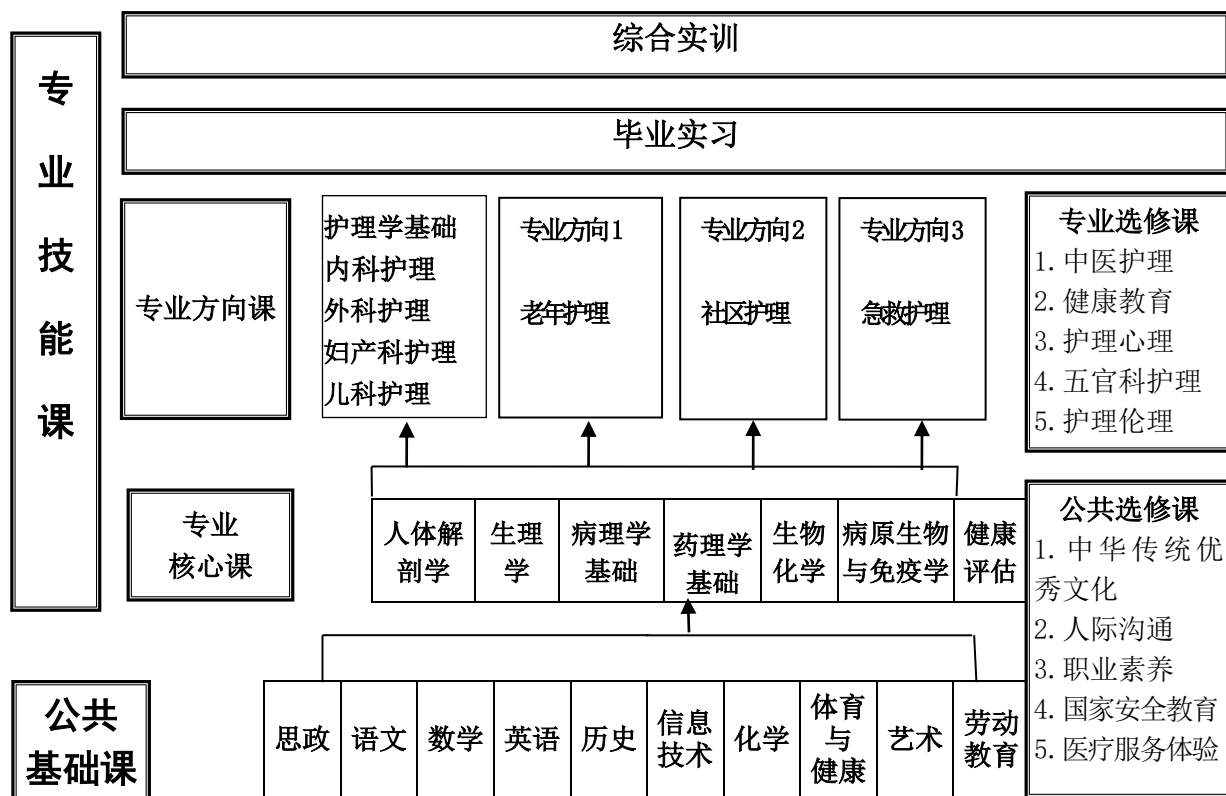 综合实训
毕业实习
专
业
技
能
课
专业方向课
护理学基础
内科护理
外科护理
妇产科护理
儿科护理
专业方向1
老年护理
专业方向2
社区护理
专业方向3
急救护理
专业选修课
1. 中医护理
2. 健康教育
3. 护理心理
4. 五官科护理
5. 护理伦理
专业
核心课
人体解
剖学
生理
学
病理学
基础
药理学
基础
生物
化学
病原生物
与免疫学
健康
评估
公共选修课
1. 中华传统优
秀文化
2. 人际沟通
3. 职业素养
4. 国家安全教育
5. 医疗服务体验
公共
基础课
思政
语文
数学
英语
历史
信息
技术
化学
体育
与
健康
艺术
劳动
教育